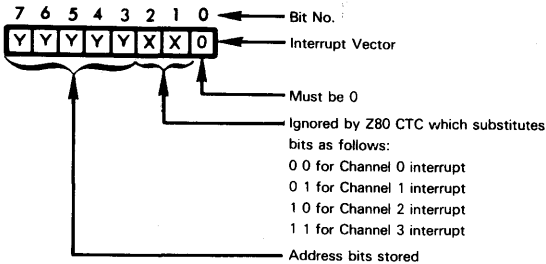 7 6 5 4 3 2 1 0 Bit No.
Y Y Y Y Y X X 0 Interrupt Vector
Must be 0
Ignored by Z80 CTC which substitutes
bits as follows:
0 0 for Channel 0 interrupt
0 1 for Channel 1 interrupt
1 0 for Channel 2 interrupt
1 1 for Channel 3 interrupt
Address bits stored